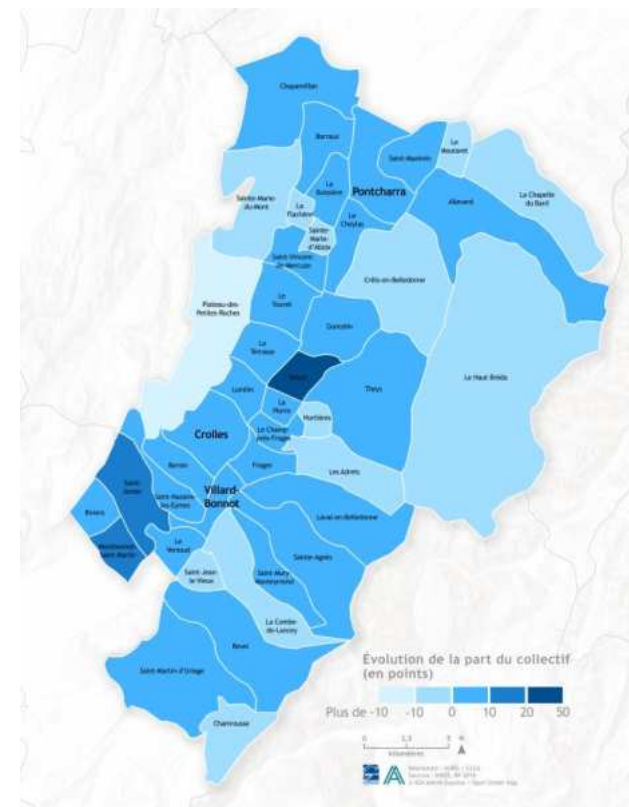 Chapareillan
Barraux
Le
Moutaret
Saint-Maximin
La
Buissière
Pontcharra
La Chapelle
du Bard
Sainte-Marie
du-Mont
La
Flachère
Allevard
Le
Cheylas
Sainte-
Marie-
d'Alloix
Saint-Vincent-
de-Mercuze
Crêts-en-Belledonne
Plateau-des-
Petites-Roches
Le
Touvet
Goncelin
La
Terrasse
Le Haut Bréda
Theys
Lumbin
La
Pierre
Hurtières
Crolles
Le Champ-
près-Froges
Bernin
Froges
Les Adrets
Saint-
Ismier
Villard-
Bonnot
Saint-Nazaire-
les-Eymes
Biviers
Laval-en-Belledonne
Montbonnot-
Saint-Martin
Le
Versoud
Sainte-Agnès
Saint-Jean-
le-Vieux
Saint-Mury-
Monteymond
La Combe-
de-Lancey
Revel
Saint-Martin-d'Uriage
Chamrousse
Évolution de la part du collectif
(en points)
Plus de -10 -10 0 10 20 50
0 2,5 5 N
kilomètres